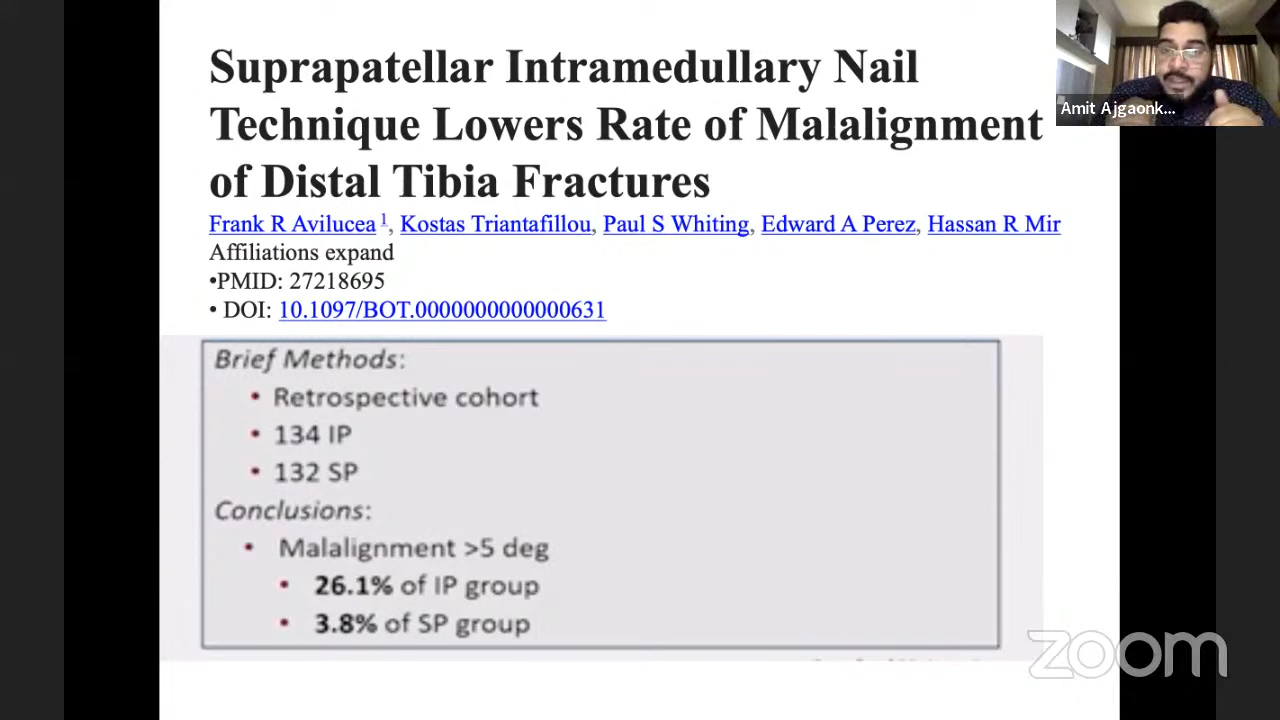 Suprapatellar Intramedullary Nail
Technique Lowers Rate of Malalignment
of Distal Tibia Fractures
Frank R Avilucea 1, Kostas Triantafillou, Paul S Whiting, Edward A Perez, Hassan R Mir
Affiliations expand
•PMID: 27218695
• DOI: 10.1097/BOT.0000000000000631
Brief Methods:
• Retrospective cohort
• 134 IP
• 132 SP
Conclusions:
• Malalignment >5 deg
• 26.1% of IP group
• 3.8% of SP group
Amit Ajgaonk...
zoom